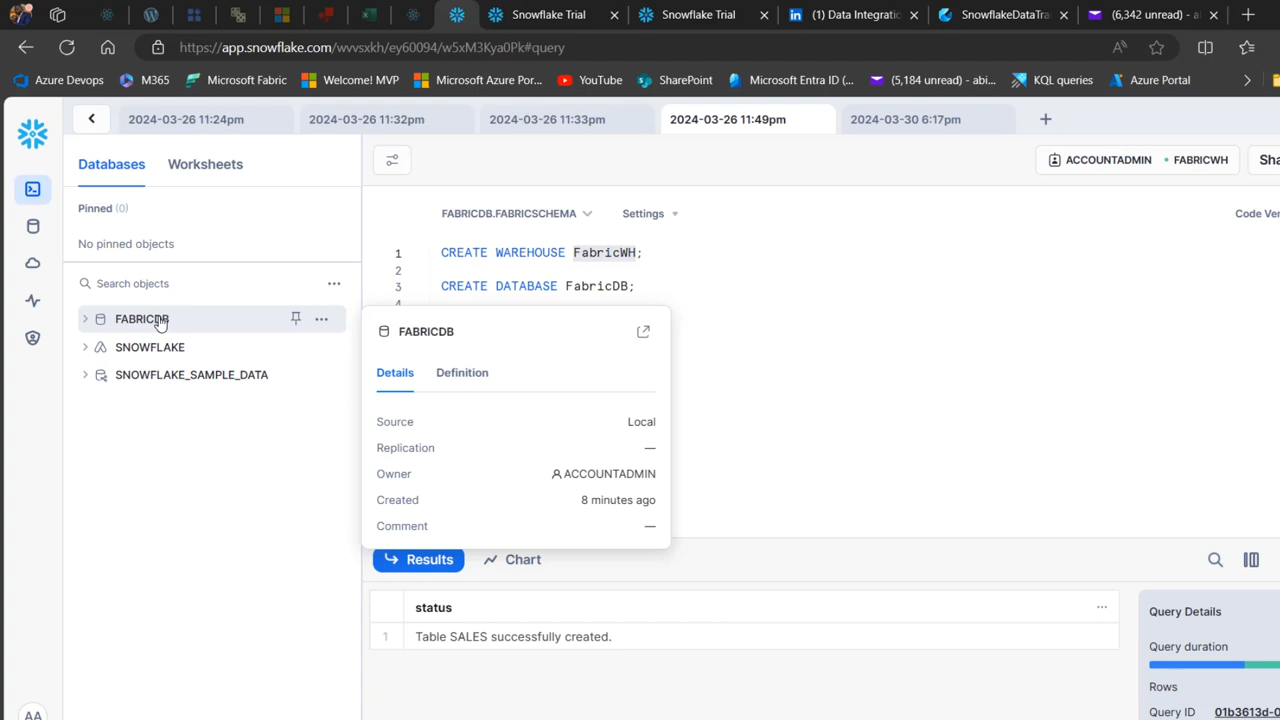 Snowflake Trial
Snowflake Trial
(1) Data Integratic
SnowflakeDataTra
(6,342 unread) - a
https://app.snowflake.com/wvvsxkh/ey60094/w5xM3Kya0Pk#query
Azure Devops
M365
Microsoft Fabric
Welcome! MVP
Microsoft Azure Por...
YouTube
SharePoint
Microsoft Entra ID (...
(5,184 unread) - abi...
KQL queries
Azure Portal
2024-03-26 11:24pm
2024-03-26 11:32pm
2024-03-26 11:33pm
2024-03-26 11:49pm
2024-03-30 6:17pm
Databases
Worksheets
ACCOUNTADMIN • FABRICWH
Sha
Pinned (0)
No pinned objects
FABRICDB.FABRICSCHEMA
Settings
Code Ver
Search objects
FABRICDB
SNOWFLAKE
SNOWFLAKE_SAMPLE_DATA
1 CREATE WAREHOUSE FabricWH;
2
3 CREATE DATABASE FabricDB;
FABRICDB
Details
Definition
Source Local
Replication —
Owner ACCOUNTADMIN
Created 8 minutes ago
Comment —
Results
Chart
status
1 Table SALES successfully created.
Query Details
Query duration
Rows
Query ID 01b3613d-0
AA